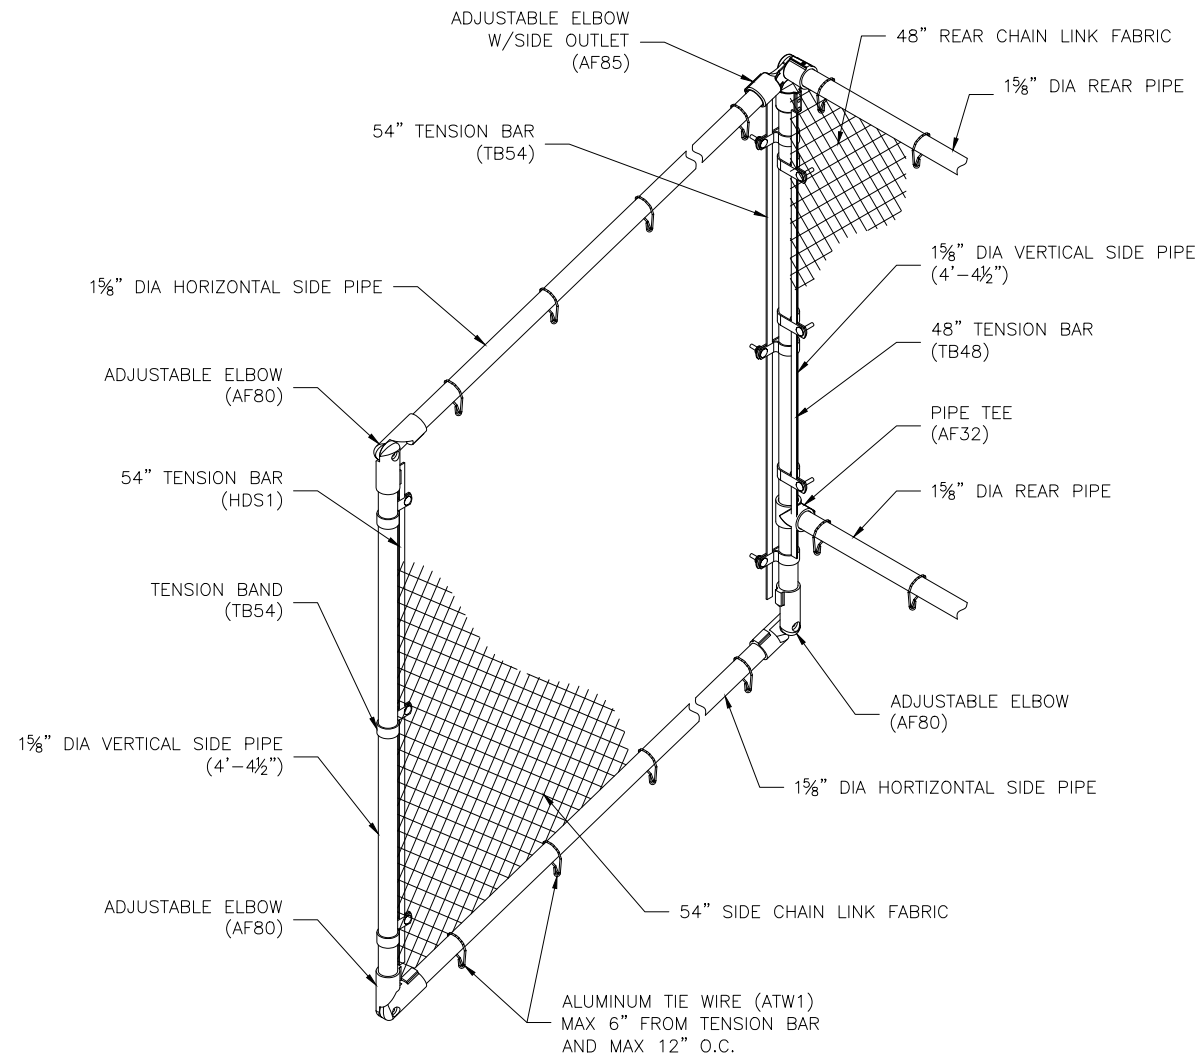 ADJUSTABLE ELBOW
W/SIDE OUTLET
(AF85)
48” REAR CHAIN LINK FABRIC
1⅝” DIA REAR PIPE
54” TENSION BAR
(TB54)
1⅝” DIA VERTICAL SIDE PIPE
(4’–4½”)
1⅝” DIA HORIZONTAL SIDE PIPE
48” TENSION BAR
(TB48)
ADJUSTABLE ELBOW
(AF80)
PIPE TEE
(AF32)
54” TENSION BAR
(HDS1)
1⅝” DIA REAR PIPE
TENSION BAND
(TB54)
ADJUSTABLE ELBOW
(AF80)
1⅝” DIA VERTICAL SIDE PIPE
(4’–4½”)
1⅝” DIA HORTIZONTAL SIDE PIPE
ADJUSTABLE ELBOW
(AF80)
54” SIDE CHAIN LINK FABRIC
ALUMINUM TIE WIRE (ATW1)
MAX 6” FROM TENSION BAR
AND MAX 12” O.C.